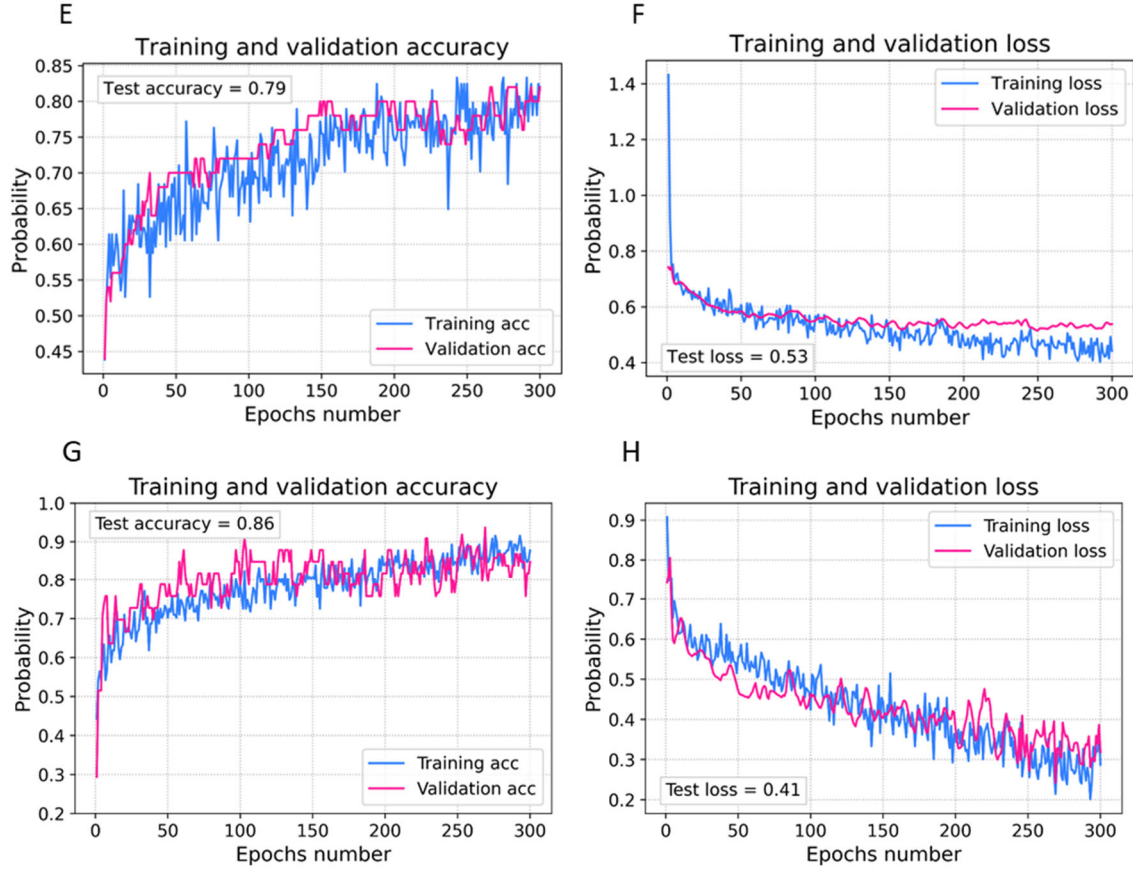 E
Training and validation accuracy
Test accuracy = 0.79
Probability
0.85
0.80
0.75
0.70
0.65
0.60
0.55
0.50
0.45
Training acc
Validation acc
0 50 100 150 200 250 300
Epochs number
F
Training and validation loss
Training loss
Validation loss
Probability
1.4
1.2
1.0
0.8
0.6
0.4
Test loss = 0.53
0 50 100 150 200 250 300
Epochs number
G
Training and validation accuracy
Test accuracy = 0.86
Probability
1.0
0.9
0.8
0.7
0.6
0.5
0.4
0.3
0.2
Training acc
Validation acc
0 50 100 150 200 250 300
Epochs number
H
Training and validation loss
Training loss
Validation loss
Probability
0.9
0.8
0.7
0.6
0.5
0.4
0.3
0.2
Test loss = 0.41
0 50 100 150 200 250 300
Epochs number